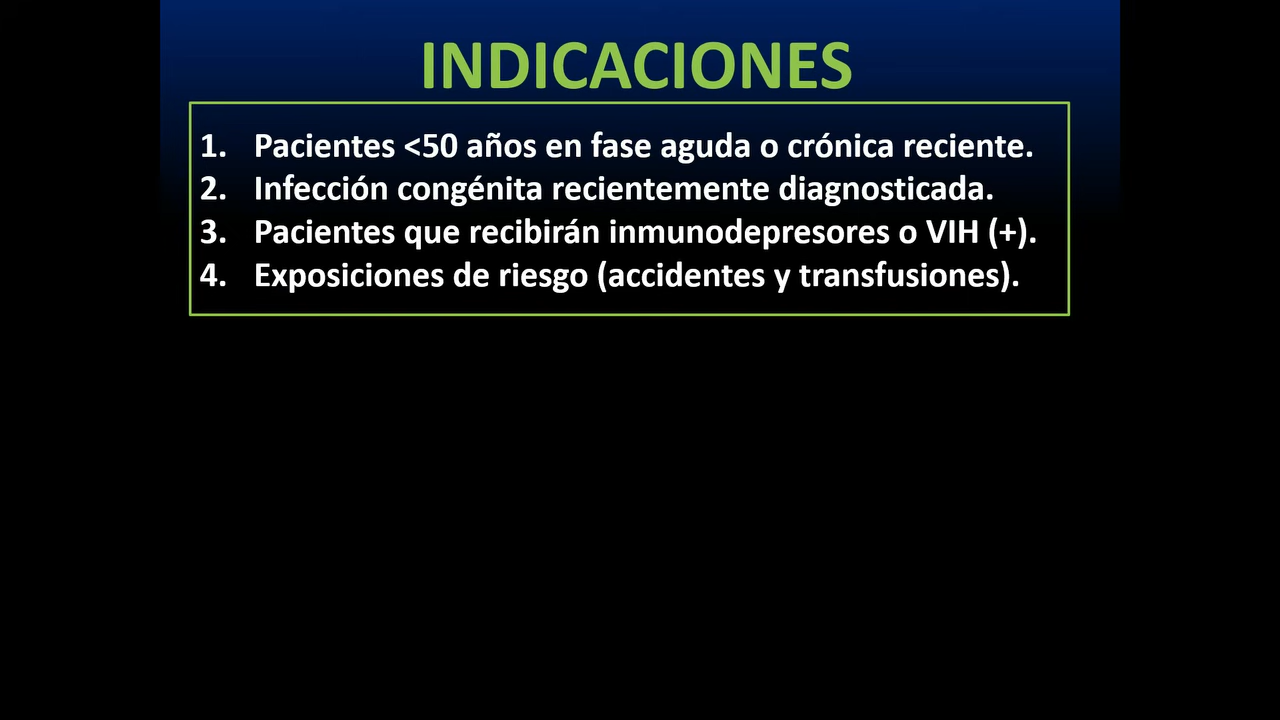 INDICACIONES
1. Pacientes <50 años en fase aguda o crónica reciente.
2. Infección congénita recientemente diagnosticada.
3. Pacientes que recibirán inmunodepresores o VIH (+).
4. Exposiciones de riesgo (accidentes y transfusiones).